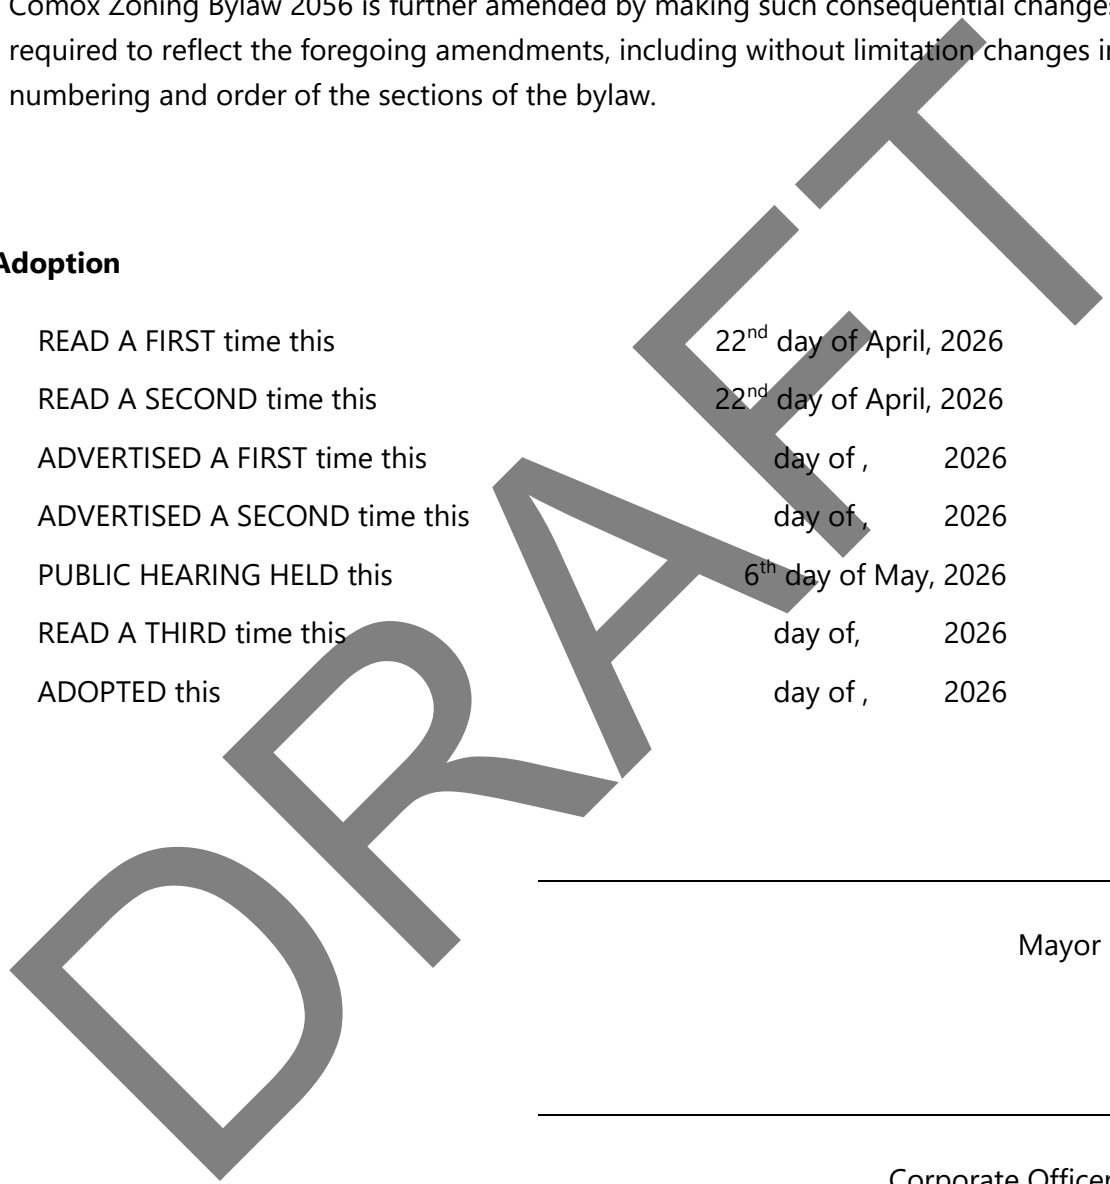 Comox Zoning Bylaw 2056 is further amended by making such consequential changes
required to reflect the foregoing amendments, including without limitation changes in
numbering and order of the sections of the bylaw.
Adoption
READ A FIRST time this 22nd day of April, 2026
READ A SECOND time this 22nd day of April, 2026
ADVERTISED A FIRST time this day of , 2026
ADVERTISED A SECOND time this day of , 2026
PUBLIC HEARING HELD this 6th day of May, 2026
READ A THIRD time this day of, 2026
ADOPTED this day of , 2026
DRAFT
Mayor
Corporate Officer